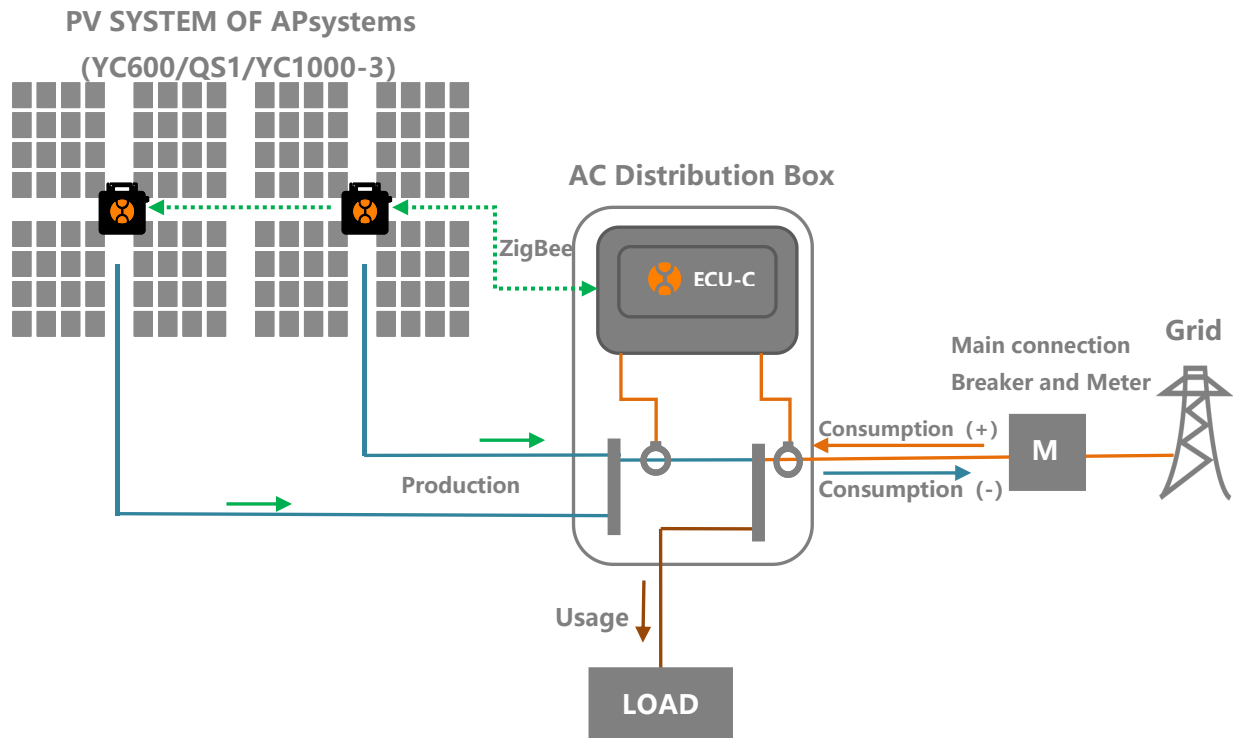 PV SYSTEM OF APsystems
(YC600/QS1/YC1000-3)
AC Distribution Box
ZigBee
ECU-C
Grid
Main connection
Breaker and Meter
Consumption (+)
M
Production
Consumption (-)
Usage
LOAD